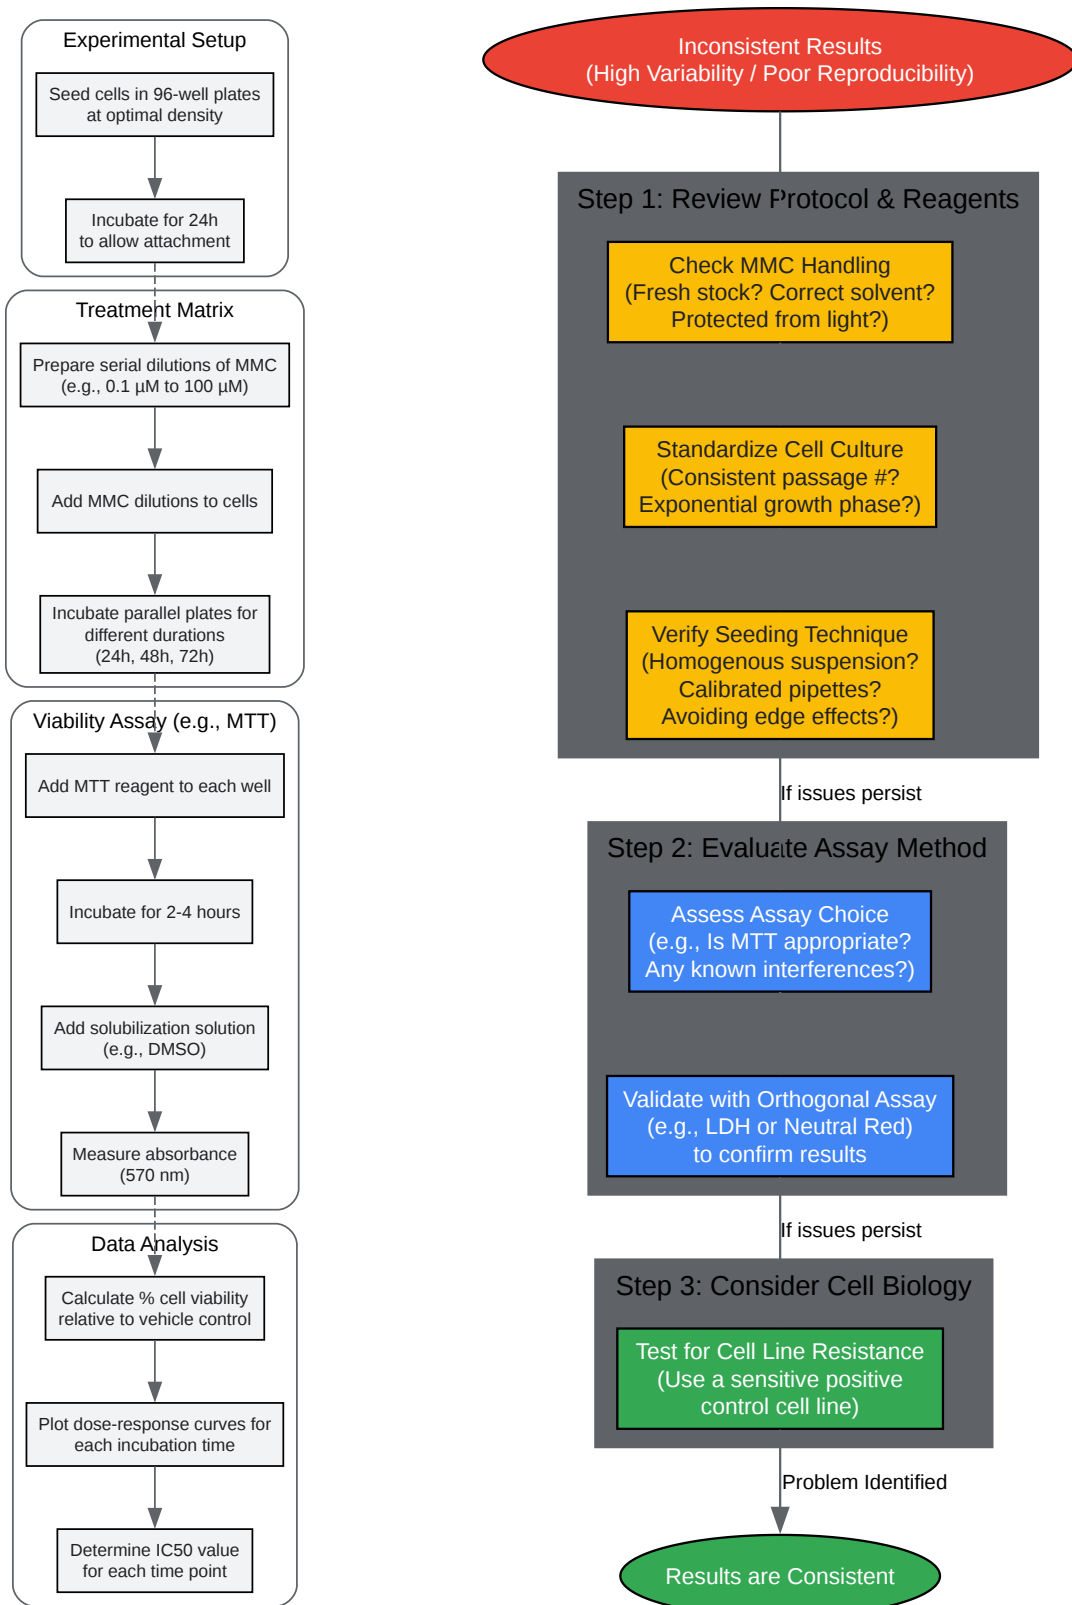 Experimental Setup
Seed cells in 96-well plates
at optimal density
Incubate for 24h
to allow attachment
Treatment Matrix
Prepare serial dilutions of MMC
(e.g., 0.1 µM to 100 µM)
Add MMC dilutions to cells
Incubate parallel plates for
different durations
(24h, 48h, 72h)
Viability Assay (e.g., MTT)
Add MTT reagent to each well
Incubate for 2-4 hours
Add solubilization solution
(e.g., DMSO)
Measure absorbance
(570 nm)
Data Analysis
Calculate % cell viability
relative to vehicle control
Plot dose-response curves for
each incubation time
Determine IC50 value
for each time point
Inconsistent Results
(High Variability / Poor Reproducibility)
Step 1: Review Protocol & Reagents
Check MMC Handling
(Fresh stock? Correct solvent?
Protected from light?)
Standardize Cell Culture
(Consistent passage #?
Exponential growth phase?)
Verify Seeding Technique
(Homogenous suspension?
Calibrated pipettes?
Avoiding edge effects?)
If issues persist
Step 2: Evaluate Assay Method
Assess Assay Choice
(e.g., Is MTT appropriate?
Any known interferences?)
Validate with Orthogonal Assay
(e.g., LDH or Neutral Red)
to confirm results
If issues persist
Step 3: Consider Cell Biology
Test for Cell Line Resistance
(Use a sensitive positive
control cell line)
Problem Identified
Results are Consistent